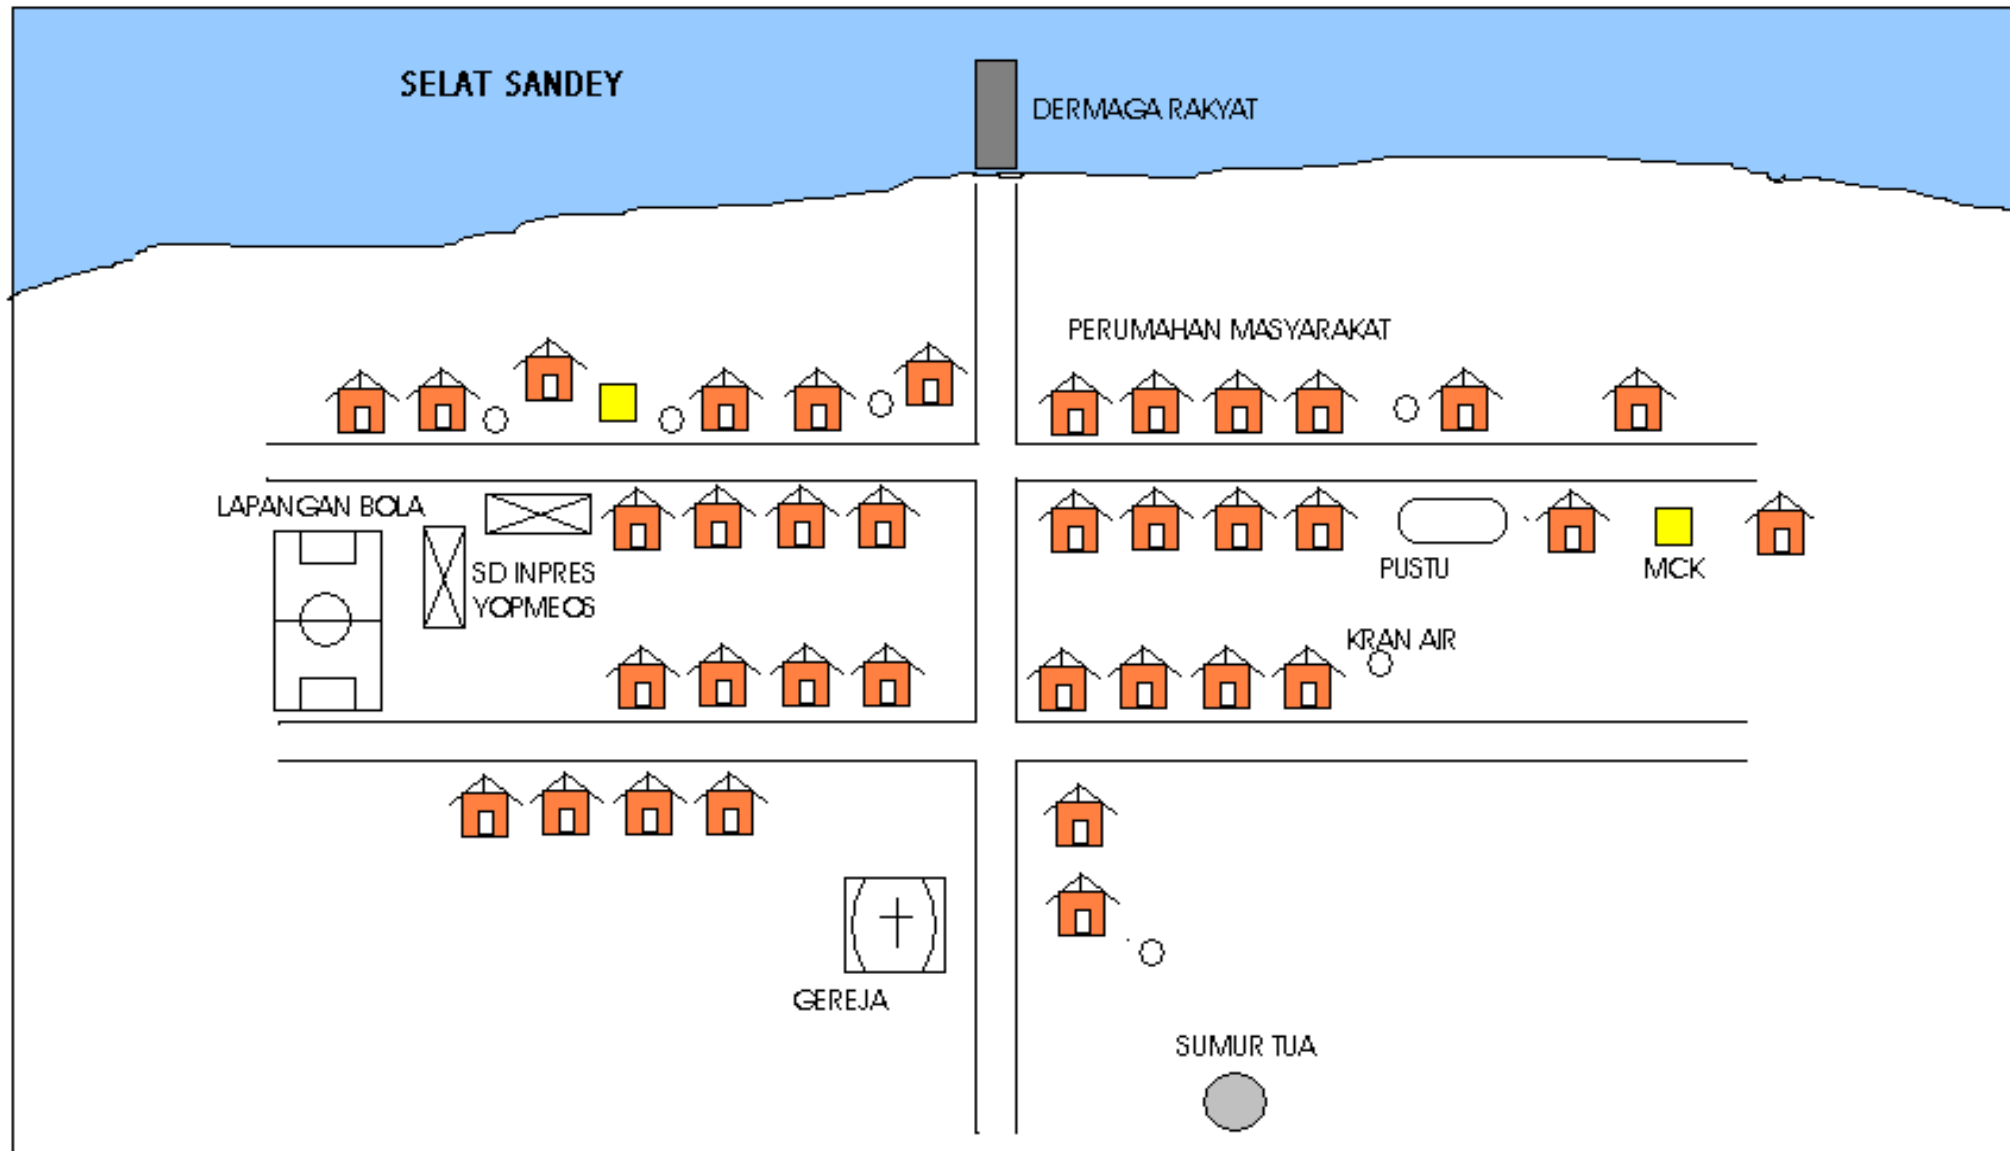 SELAT SANDEY
DERMAGA RAKYAT
PERUMAHAN MASYARAKAT
LAPANGAN BOLA
SD INPRES
YOPMEOS
PUSTU
MCK
KRAN AIR
GEREJA
SUMUR TUA